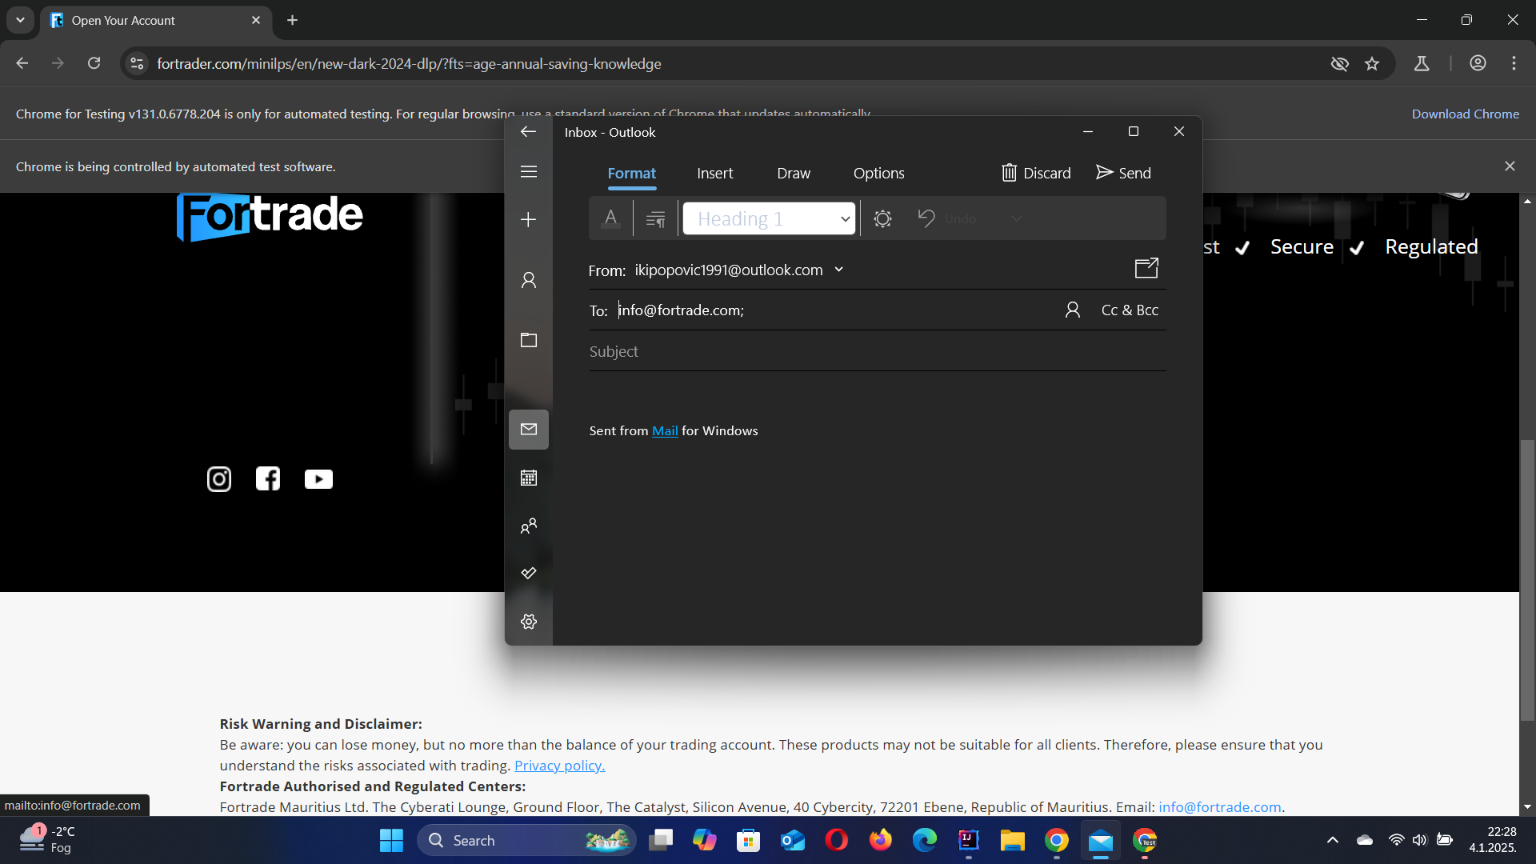 Open Your Account
fortrader.com/minilps/en/new-dark-2024-dlp/?fts=age-annual-saving-knowledge
Chrome for Testing v131.0.6778.204 is only for automated testing. For regular browsing, use a standard version of Chrome that updates automatically.
Download Chrome
Chrome is being controlled by automated test software.
Fortrade
Secure
Regulated
Inbox - Outlook
Format
Insert
Draw
Options
Discard
Send
Heading 1
Undo
From: ikipopovic1991@outlook.com
To: info@fortrade.com;
Cc & Bcc
Subject
Sent from Mail for Windows
Risk Warning and Disclaimer:
Be aware: you can lose money, but no more than the balance of your trading account. These products may not be suitable for all clients. Therefore, please ensure that you
understand the risks associated with trading. Privacy policy.
Fortrade Authorised and Regulated Centers:
Fortrade Mauritius Ltd. The Cyberati Lounge, Ground Floor, The Catalyst, Silicon Avenue, 40 Cybercity, 72201 Ebene, Republic of Mauritius. Email: info@fortrade.com.
mailto:info@fortrade.com
1
-2°C
Fog
Search
22:28
4.1.2025.